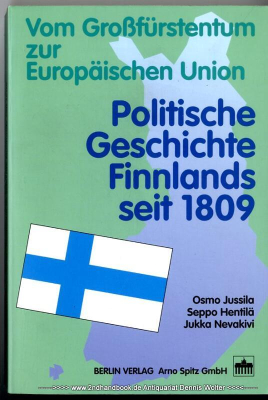 Vom Großfürstentum
zur
Europäischen Union
Politische
Geschichte
Finnlands
seit 1809
Osmo Jussila
Seppo Hentilä
Jukka Nevakivi
BERLIN VERLAG Arno Spitz GmbH
>>>>> www.2ndhandbook.de Antiquariat Dennis Wolter <<<<<